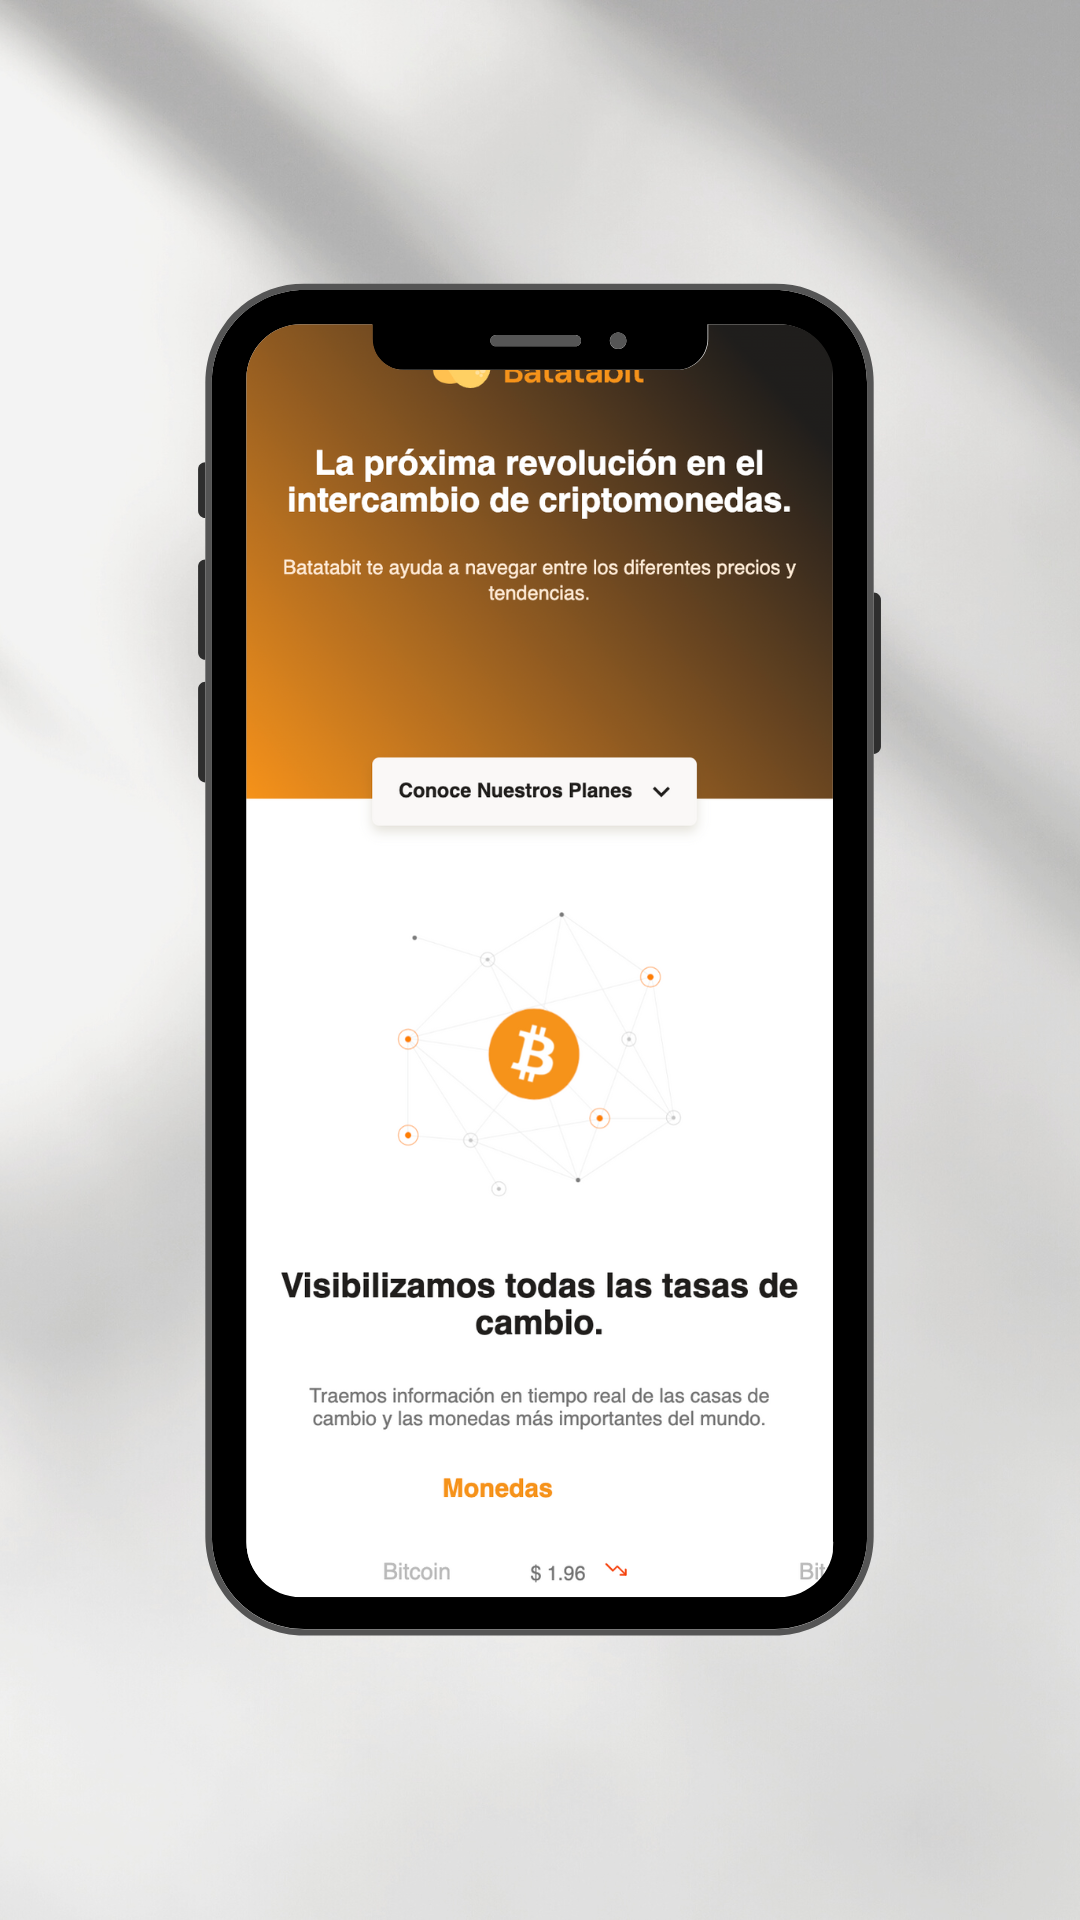 Batatabit
La próxima revolución en el
intercambio de criptomonedas.
Batatabit te ayuda a navegar entre los diferentes precios y
tendencias.
Conoce Nuestros Planes
Visibilizamos todas las tasas de
cambio.
Traemos información en tiempo real de las casas de
cambio y las monedas más importantes del mundo.
Monedas
Bitcoin $ 1.96 Bit